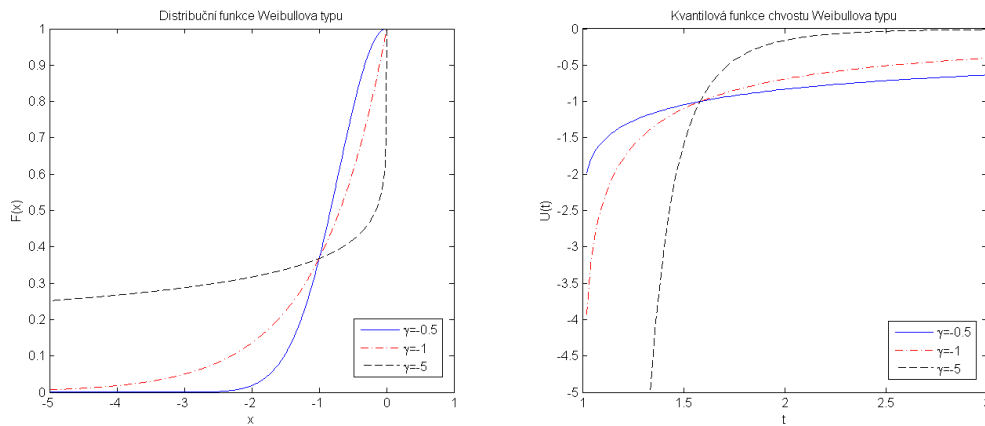 Distribuční funkce Weibullova typu
1
0.9
0.8
0.7
0.6
0.5
0.4
0.3
0.2
0.1
0
F(x)
-5 -4 -3 -2 -1 0 1
x
γ=-0.5
γ=-1
γ=-5
Kvantilová funkce chvostu Weibullova typu
0
-0.5
-1
-1.5
-2
-2.5
-3
-3.5
-4
-4.5
-5
U(t)
1 1.5 2 2.5 3
t
γ=-0.5
γ=-1
γ=-5